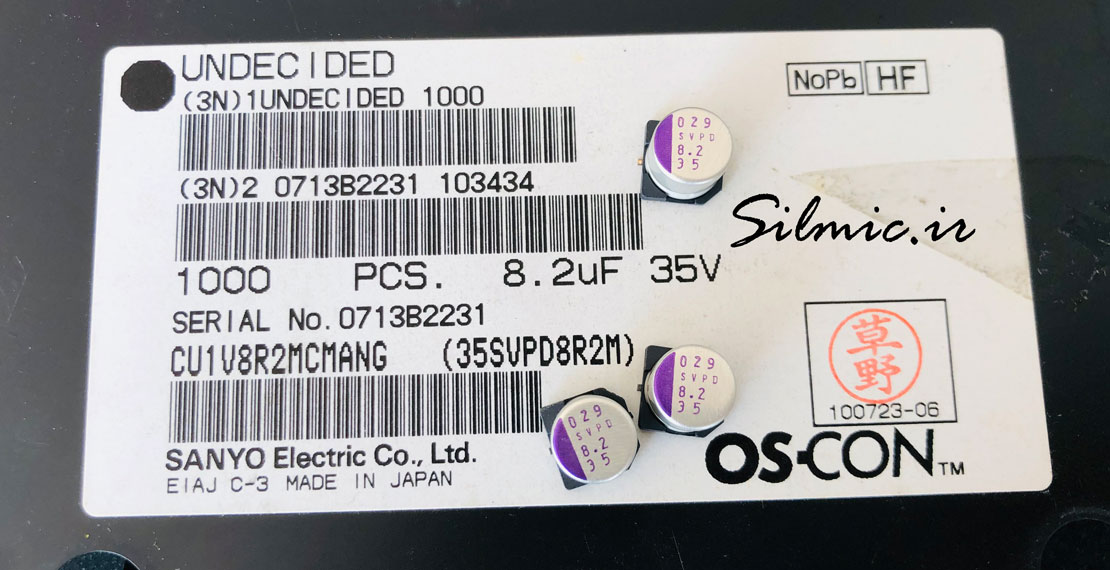 UNDECIDED
(3N)1UNDECIDED 1000
NoPb HF
029
SVPD
8.2
35
(3N)2 0713B2231 103434
Silmic.ir
1000 PCS. 8.2uF 35V
SERIAL No.0713B2231
CU1V8R2MCMANG (35SVPD8R2M)
草野
100723-06
029
SVPD
8.2
35
029
SVPD
8.2
35
SANYO Electric Co., Ltd.
EIAJ C-3 MADE IN JAPAN
OS-CON TM